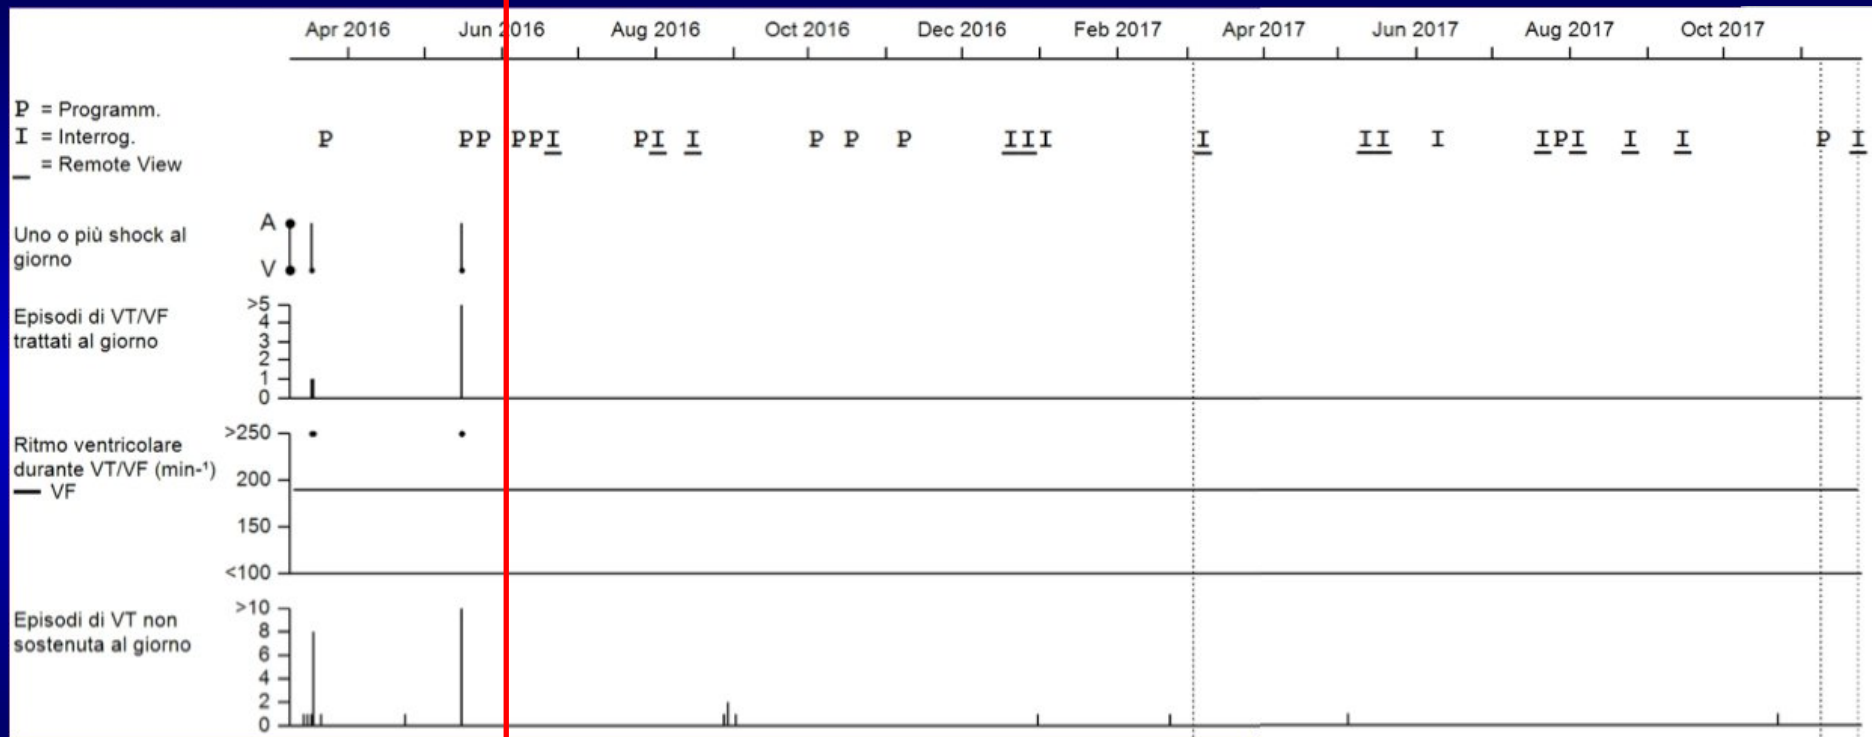 Apr 2016 Jun 2016 Aug 2016 Oct 2016 Dec 2016 Feb 2017 Apr 2017 Jun 2017 Aug 2017 Oct 2017
P = Programm.
I = Interrog.
_ = Remote View
P PP PPI PI I P P P IIII I II I IPI I I P I
Uno o più shock al
giorno
A
V
Episodi di VT/VF
trattati al giorno
>5
4
3
2
1
0
Ritmo ventricolare
durante VT/VF (min-¹)
VF
>250
200
150
<100
Episodi di VT non
sostenuta al giorno
>10
8
6
4
2
0